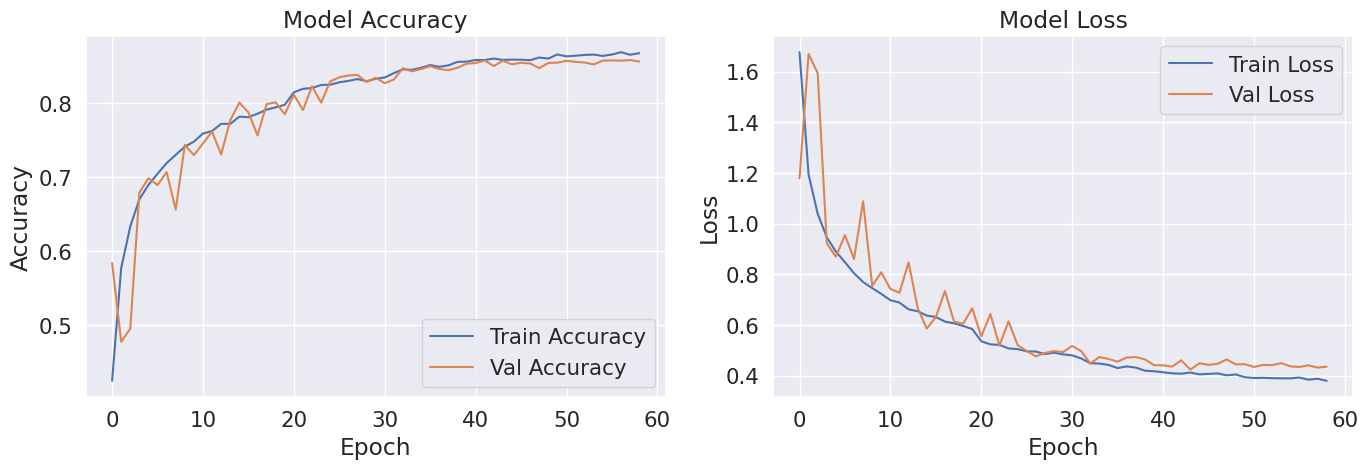 Model Accuracy
Accuracy
0.8
0.7
0.6
0.5
Train Accuracy
Val Accuracy
0 10 20 30 40 50 60
Epoch
Model Loss
Loss
1.6
1.4
1.2
1.0
0.8
0.6
0.4
Train Loss
Val Loss
0 10 20 30 40 50 60
Epoch